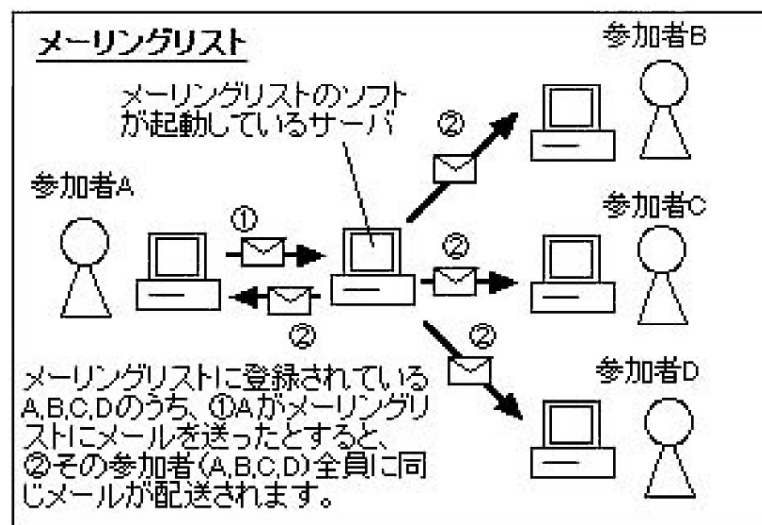 メーリングリスト
参加者B
メーリングリストのソフト
が起動しているサーバ
②
参加者A
①
参加者C
②
②
②
参加者D
メーリングリストに登録されている
A,B,C,Dのうち、①Aがメーリングリ
ストにメールを送ったとすると、
②その参加者(A,B,C,D)全員に同
じメールが配送されます。